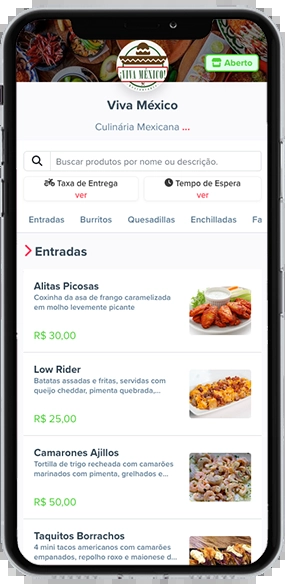 ¡VIVA MÉXICO!
Aberto
Viva México
Culinária Mexicana ...
Buscar produtos por nome ou descrição.
Taxa de Entrega
ver
Tempo de Espera
ver
Entradas Burritos Quesadillas Enchilladas Fa
Entradas
Alitas Picosas
Coxinha da asa de frango caramelizada
em molho levemente picante
R$ 30,00
Low Rider
Batatas assadas e fritas, servidas com
queijo cheddar, pimenta quebrada,...
R$ 25,00
Camarones Ajillos
Tortilla de trigo recheada com camarões
marinados com pimenta, grelhados e...
R$ 50,00
Taquitos Borrachos
4 mini tacos americanos com camarões
empanados, repolho roxo e maionese d...